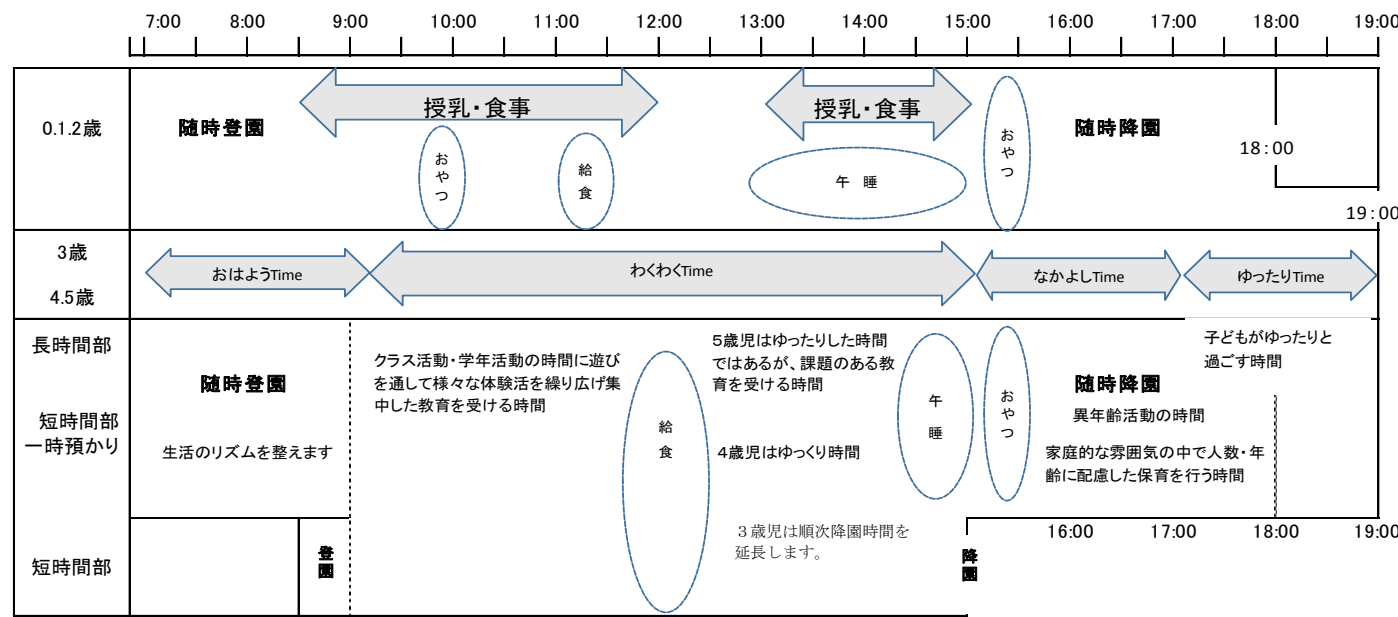 7:00 8:00 9:00 10:00 11:00 12:00 13:00 14:00 15:00 16:00 17:00 18:00 19:00
0.1.2歳
随時登園
授乳・食事
おやつ
給食
授乳・食事
午 睡
おやつ
随時降園
18:00
19:00
3歳
4.5歳
おはようTime
わくわくTime
なかよしTime
ゆったりTime
長時間部
短時間部
一時預かり
随時登園
生活のリズムを整えます
クラス活動・学年活動の時間に遊び
を通して様々な体験活を繰り広げ集
中した教育を受ける時間
給食
5歳児はゆったりした時間
ではあるが、課題のある教
育を受ける時間
4歳児はゆっくり時間
3歳児は順次降園時間を
延長します。
午睡
おやつ
随時降園
異年齢活動の時間
家庭的な雰囲気の中で人数・年
齢に配慮した保育を行う時間
子どもがゆったりと
過ごす時間
短時間部
登園
降園
16:00 17:00 18:00 19:00